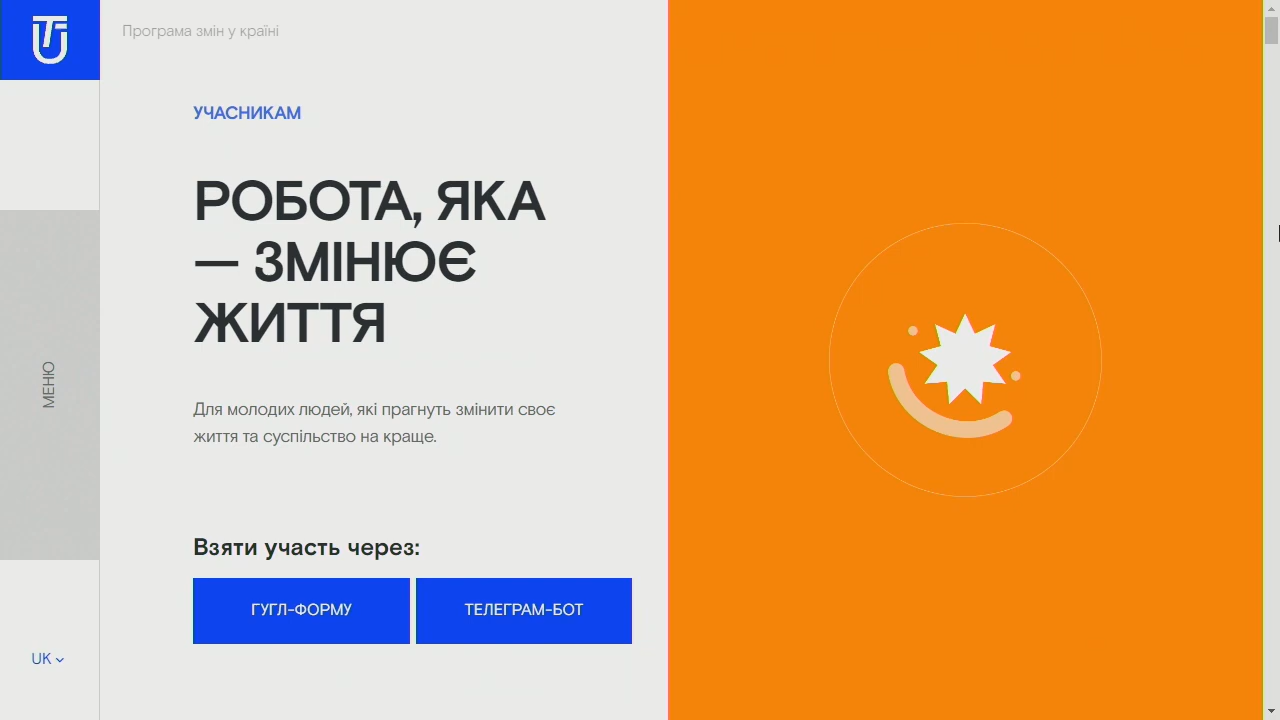 Програма змін у країні
УЧАСНИКАМ
РОБОТА, ЯКА
— ЗМІНЮЄ
ЖИТТЯ
Для молодих людей, які прагнуть змінити своє
життя та суспільство на краще.
Взяти участь через:
ГУГЛ-ФОРМУ
ТЕЛЕГРАМ-БОТ
МЕНЮ
UK